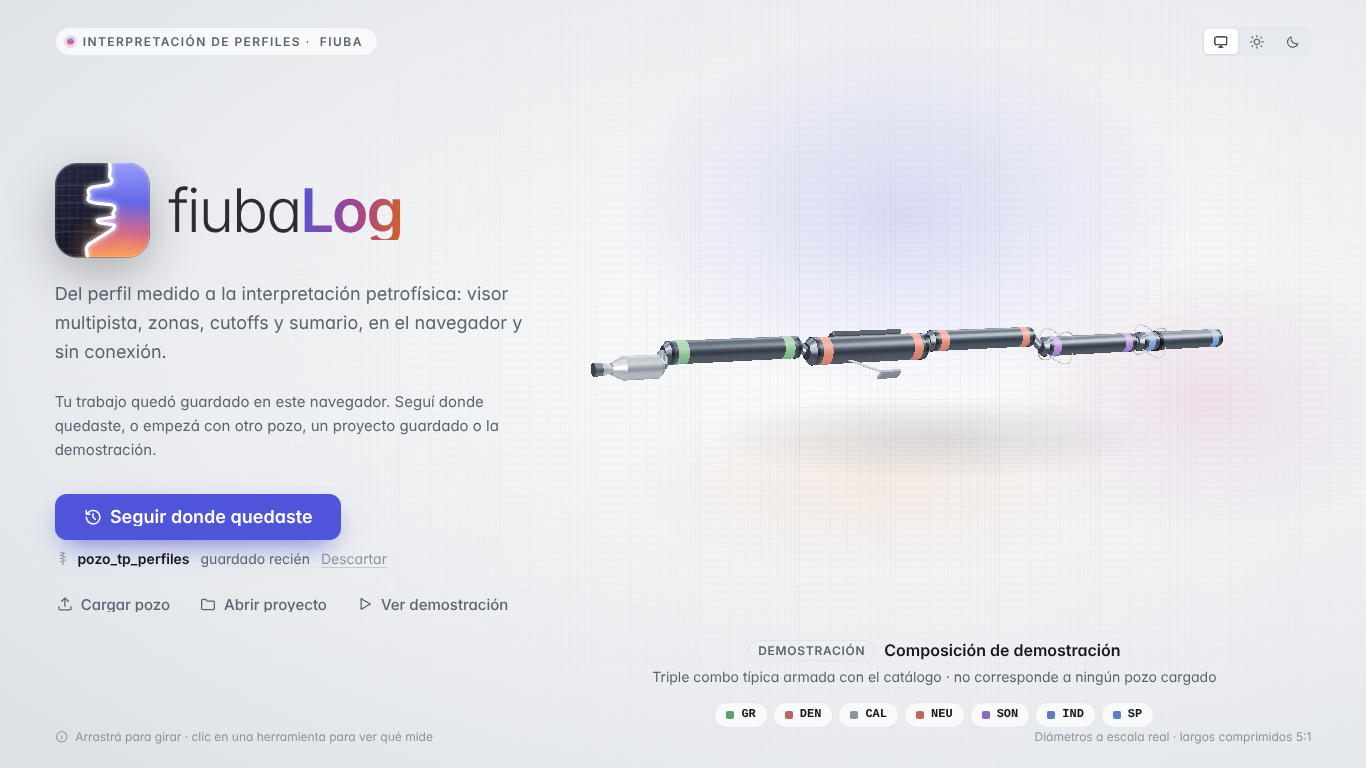 INTERPRETACIÓN DE PERFILES · FIUBA
fiubaLog
Del perfil medido a la interpretación petrofísica: visor
multipista, zonas, cutoffs y sumario, en el navegador y
sin conexión.
Tu trabajo quedó guardado en este navegador. Seguí donde
quedaste, o empezá con otro pozo, un proyecto guardado o la
demostración.
Seguir donde quedaste
pozo_tp_perfiles guardado recién Descartar
Cargar pozo Abrir proyecto Ver demostración
DEMOSTRACIÓN Composición de demostración
Triple combo típica armada con el catálogo · no corresponde a ningún pozo cargado
GR DEN CAL NEU SON IND SP
Arrastrá para girar · clic en una herramienta para ver qué mide
Diámetros a escala real · largos comprimidos 5:1